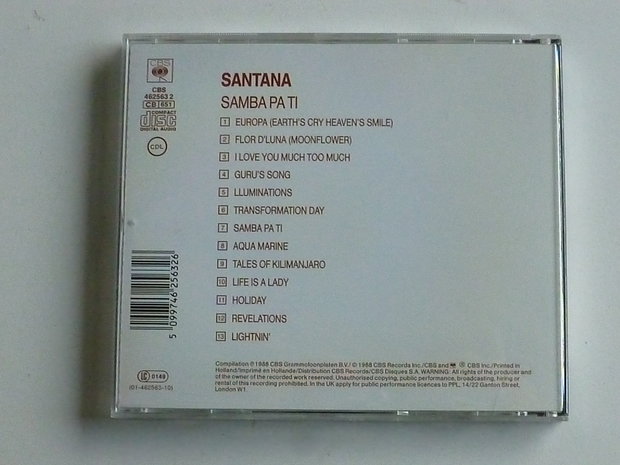 CBS
CBS
462563 2
CB 651
COMPACT
disc
DIGITAL AUDIO
CDL
SANTANA
SAMBA PA TI
1 EUROPA (EARTH'S CRY HEAVEN'S SMILE)
2 FLOR D'LUNA (MOONFLOWER)
3 I LOVE YOU MUCH TOO MUCH
4 GURU'S SONG
5 LLUMINATIONS
6 TRANSFORMATION DAY
7 SAMBA PA TI
8 AQUA MARINE
9 TALES OF KILIMANJARO
10 LIFE IS A LADY
11 HOLIDAY
12 REVELATIONS
13 LIGHTNIN'
5 099746 256326
LC 0149
(01-462563-10)
Compilation ℗ 1988 CBS Grammofoonplaten B.V./ © 1988 CBS Records Inc./CBS and ℗ CBS Inc./Printed in
Holland/Imprimé en Hollande/Distribution CBS Records/CBS Disques S.A. WARNING: All rights of the producer and
of the owner of the recorded work reserved. Unauthorised copying, public performance, broadcasting, hiring or
rental of this recording prohibited. In the UK apply for public performance licences to PPL, 14/22 Ganton Street,
London W1.